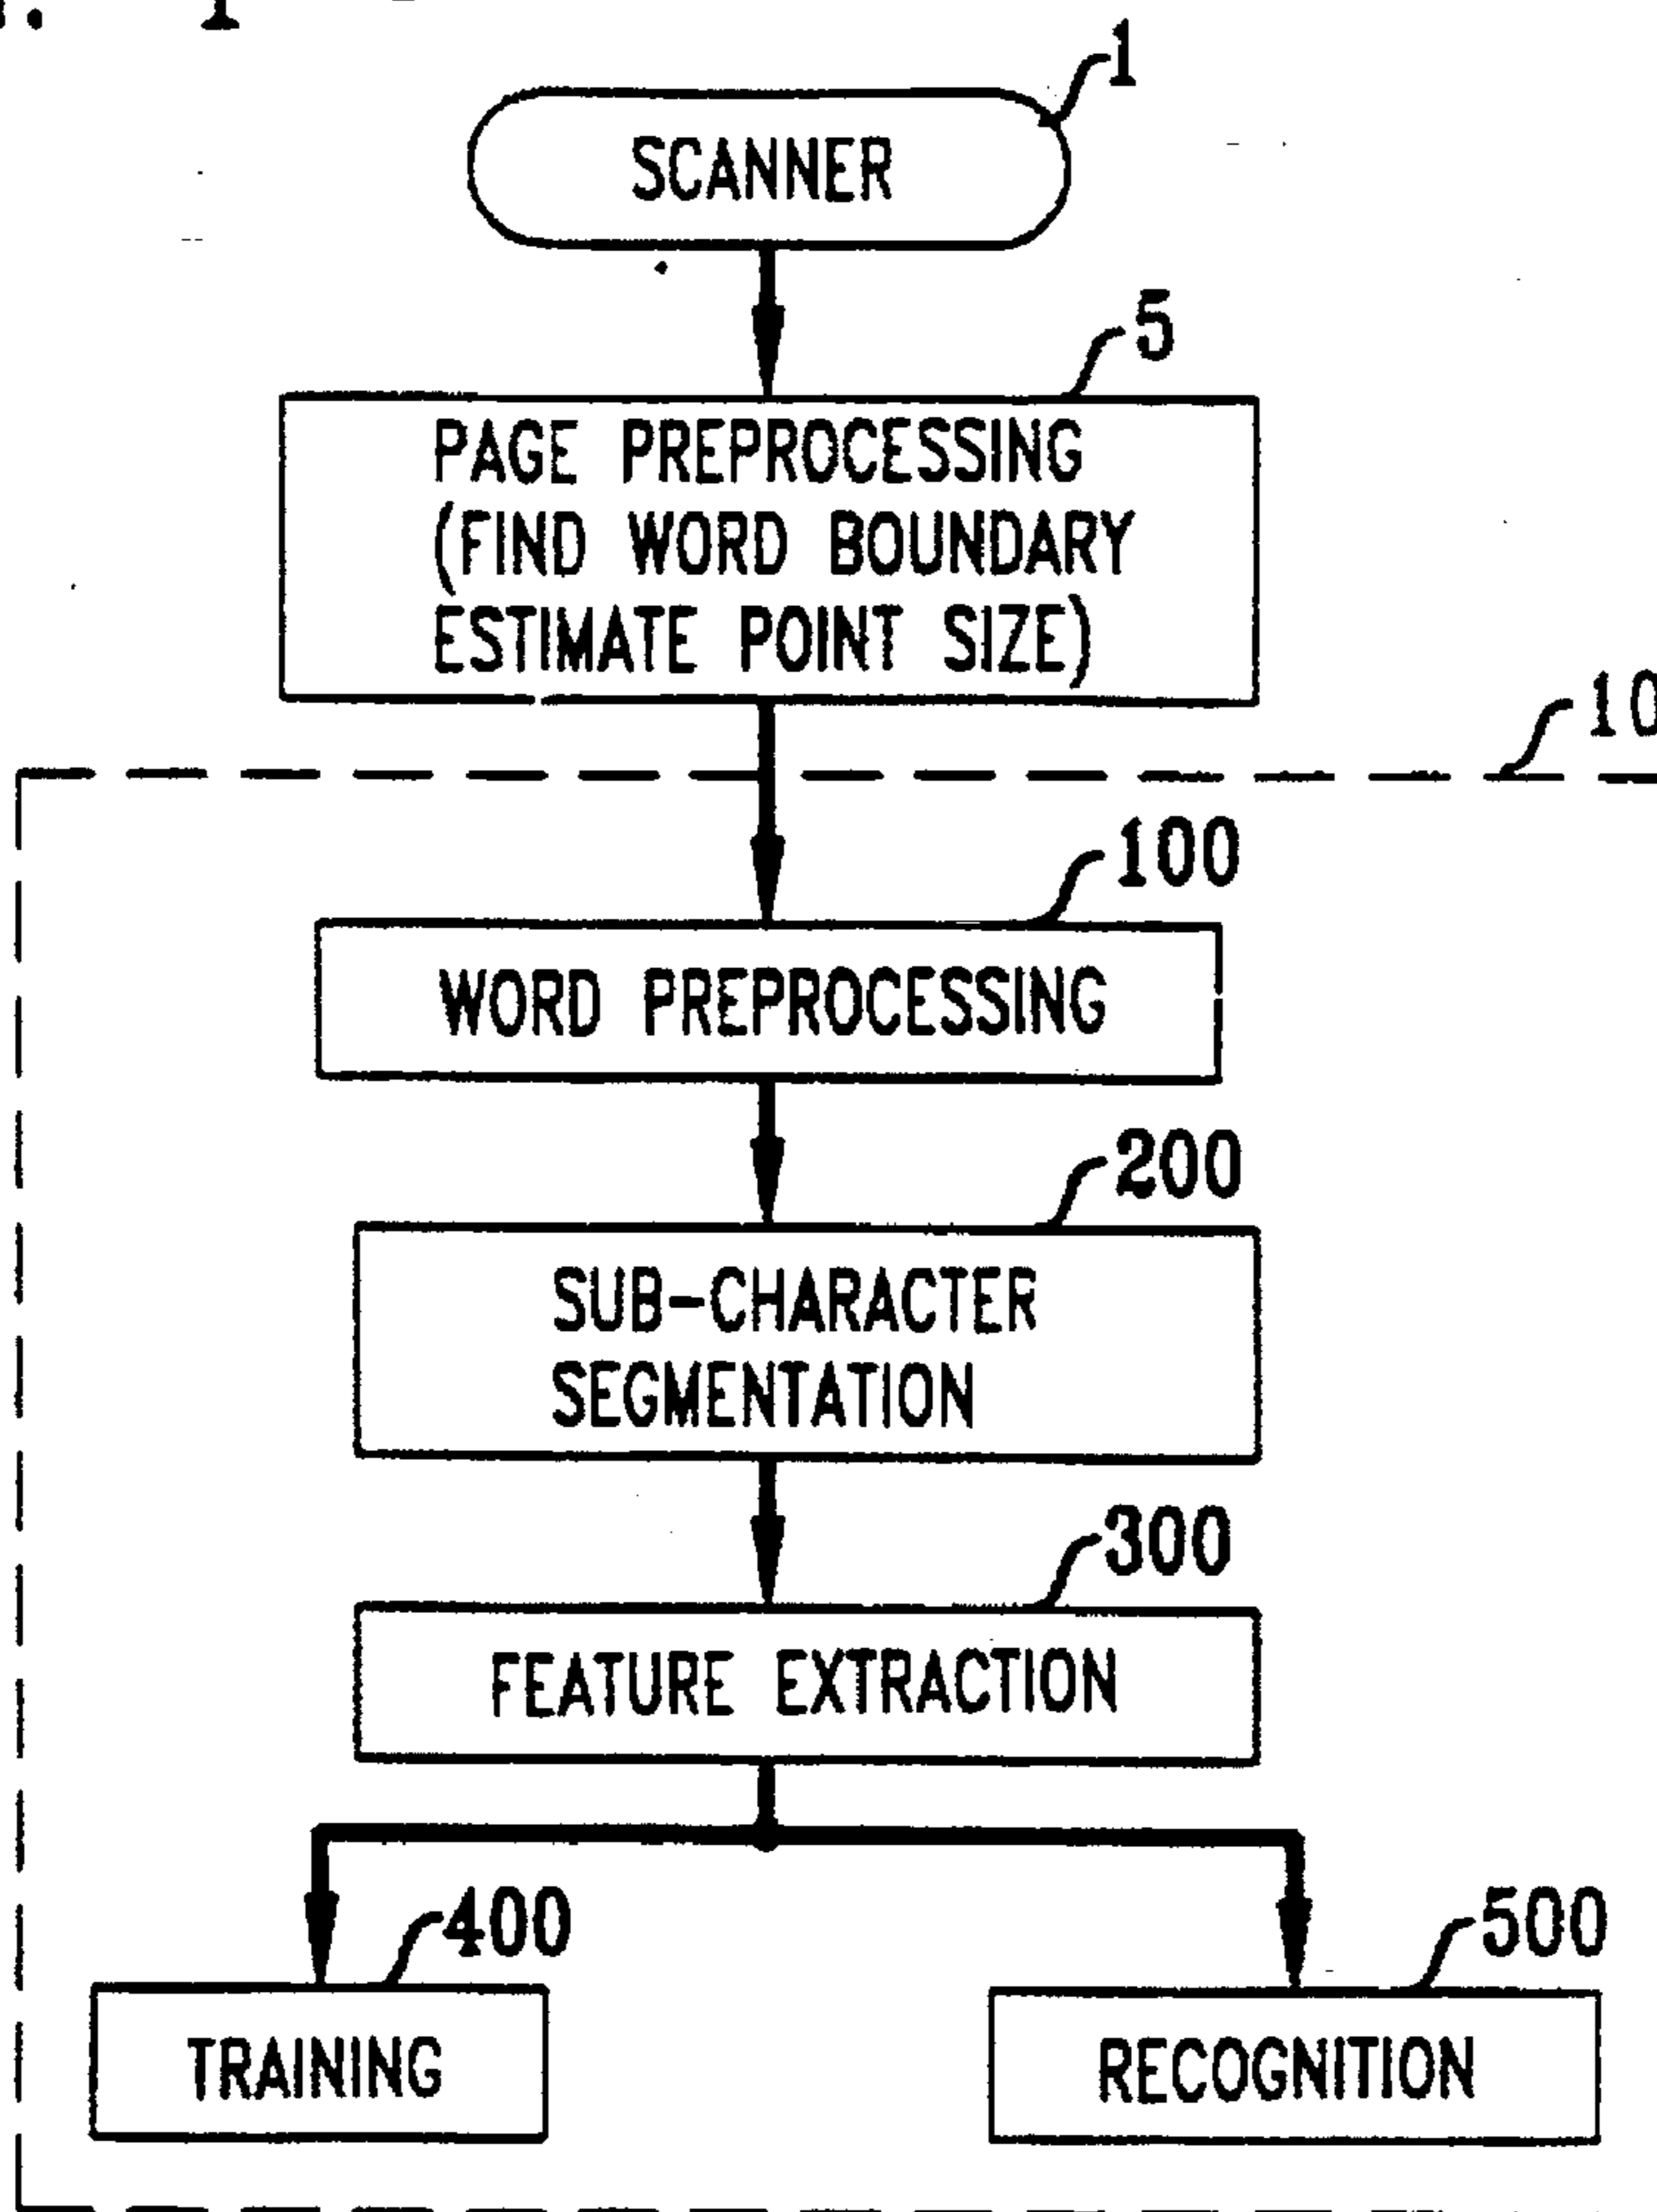 1
SCANNER
5
PAGE PREPROCESSING
(FIND WORD BOUNDARY
ESTIMATE POINT SIZE)
10
100
WORD PREPROCESSING
200
SUB-CHARACTER
SEGMENTATION
300
FEATURE EXTRACTION
400
500
TRAINING
RECOGNITION